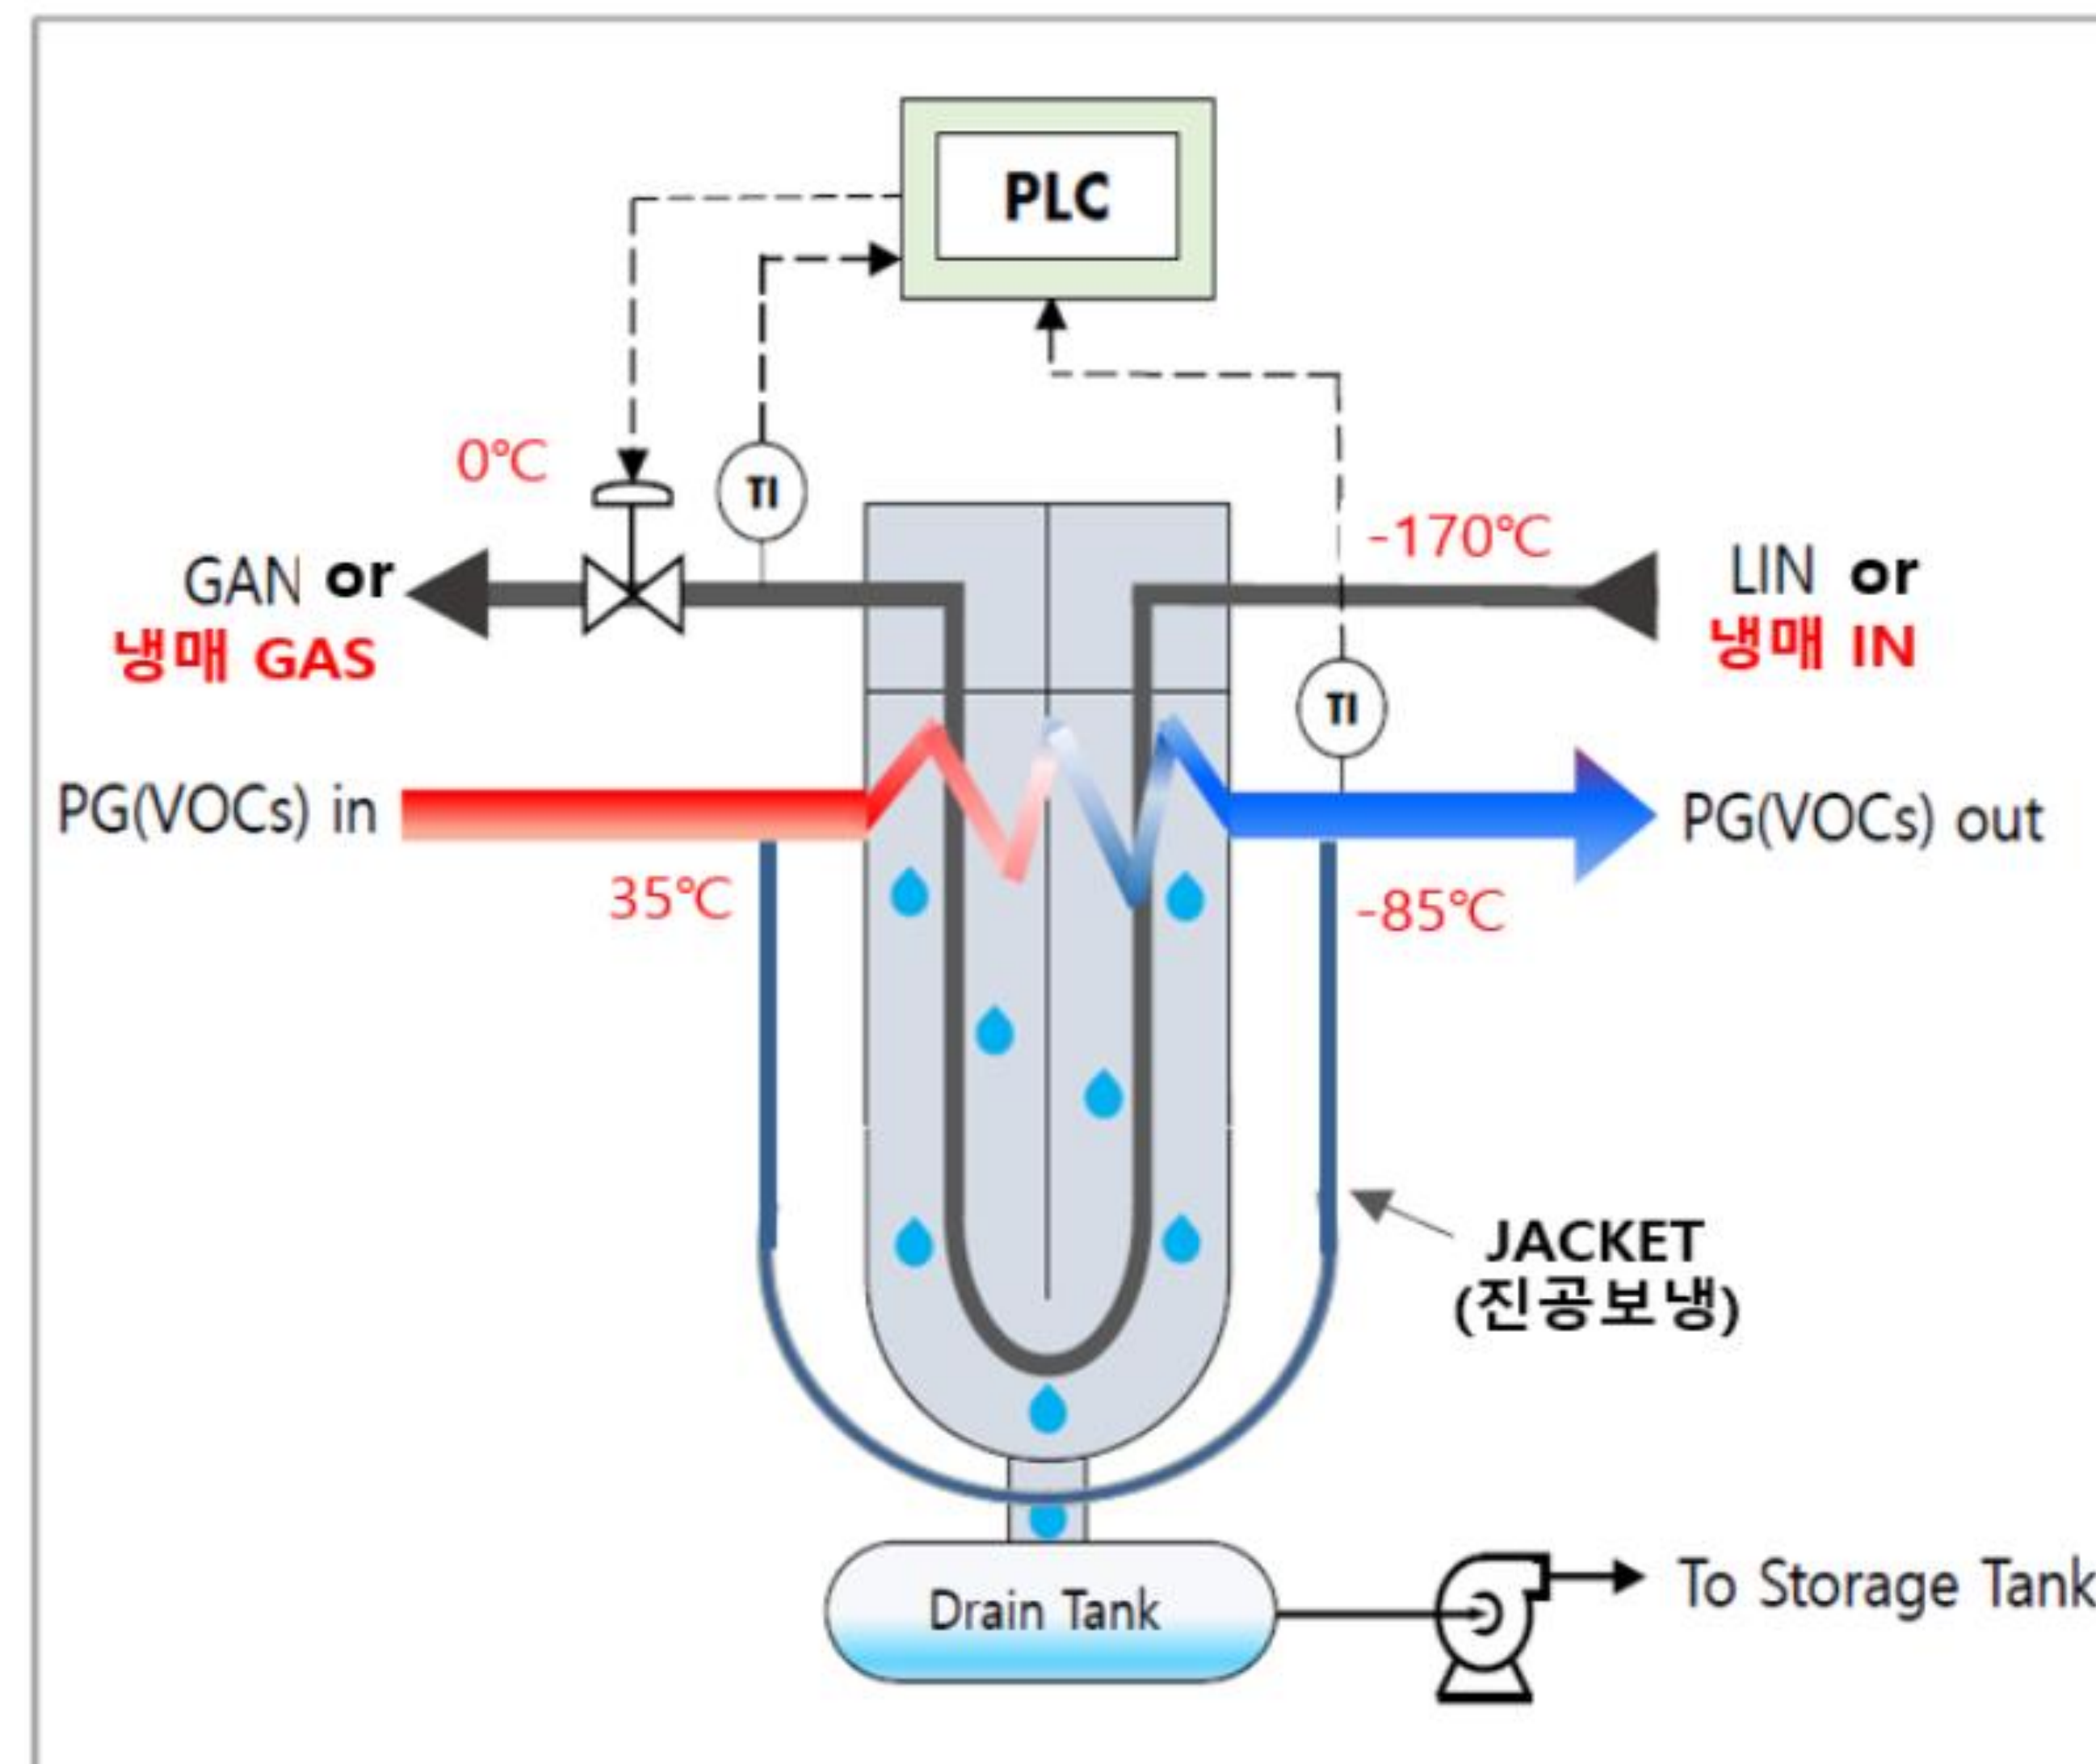 PLC
0℃
TI
-170℃
GAN or
냉매 GAS
LIN or
냉매 IN
TI
PG(VOCs) in
PG(VOCs) out
35℃
-85℃
JACKET
(진공보냉)
Drain Tank
To Storage Tank